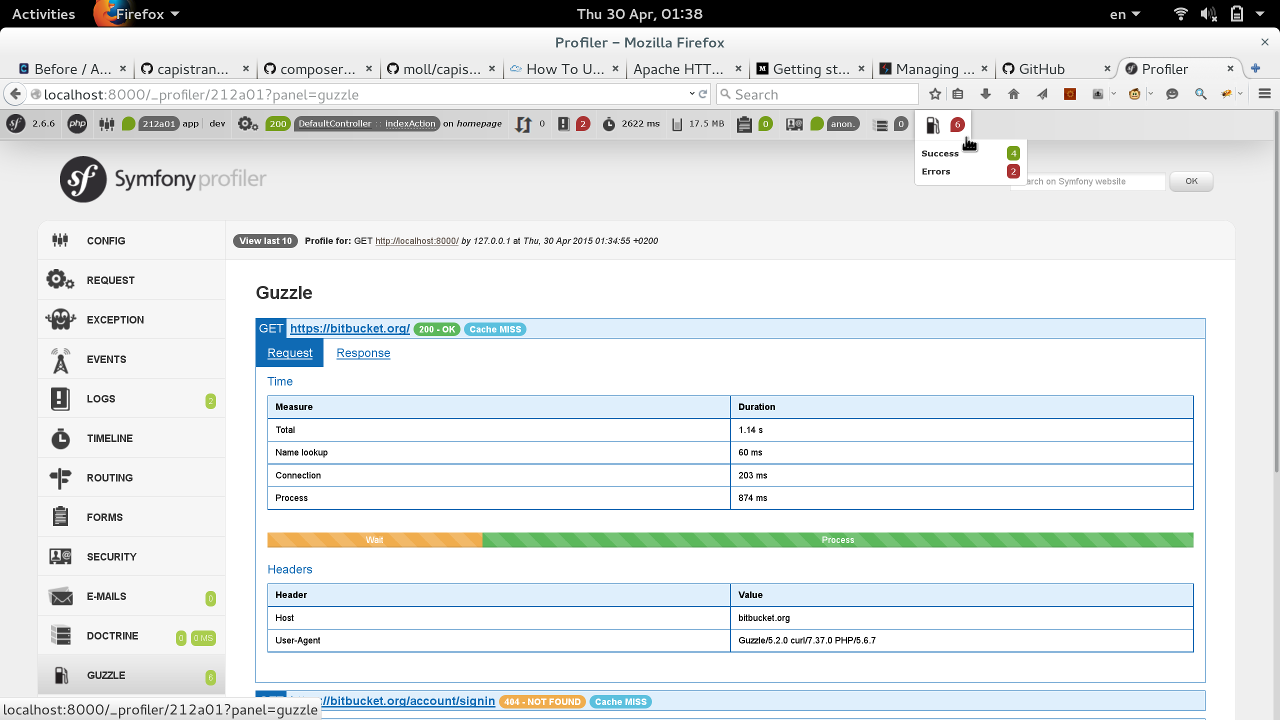 Activities Firefox Thu 30 Apr, 01:38 en
Profiler – Mozilla Firefox
Before / A... capistran... composer... moll/capis... How To U... Apache HTT... Getting st... Managing ... GitHub Profiler
localhost:8000/_profiler/212a01?panel=guzzle Search
2.6.6 php 212a01 app dev 200 DefaultController :: indexAction on homepage 0 2 2622 ms 17.5 MB 0 anon. 0 6
Success 4
Errors 2
Symfony profiler
rch on Symfony website OK
View last 10 Profile for: GET http://localhost:8000/ by 127.0.0.1 at Thu, 30 Apr 2015 01:34:55 +0200
CONFIG
REQUEST
EXCEPTION
EVENTS
LOGS 2
TIMELINE
ROUTING
FORMS
SECURITY
E-MAILS 0
DOCTRINE 0 0 MS
GUZZLE 6
Guzzle
GET https://bitbucket.org/ 200 - OK Cache MISS
Request Response
Time
Measure Duration
Total 1.14 s
Name lookup 60 ms
Connection 203 ms
Process 874 ms
Wait Process
Headers
Header Value
Host bitbucket.org
User-Agent Guzzle/5.2.0 curl/7.37.0 PHP/5.6.7
://bitbucket.org/account/signin 404 - NOT FOUND Cache MISS
localhost:8000/_profiler/212a01?panel=guzzle